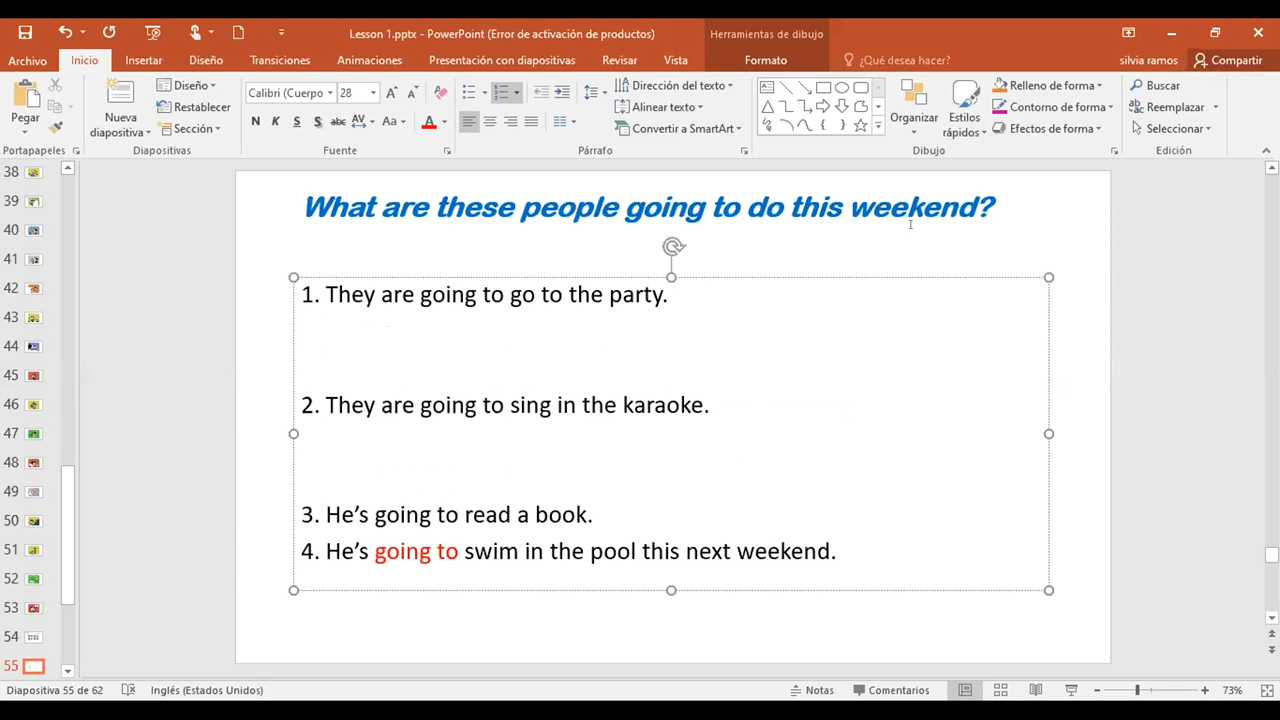 Lesson 1.pptx - PowerPoint (Error de activación de productos)
Herramientas de dibujo
Archivo
Inicio
Insertar
Diseño
Transiciones
Animaciones
Presentación con diapositivas
Revisar
Vista
Formato
¿Qué desea hacer?
silvia ramos
Compartir
Pegar
Nueva
diapositiva
Diseño
Restablecer
Sección
Calibri (Cuerpo)
28
N K S S abc AV Aa A
Dirección del texto
Alinear texto
Convertir a SmartArt
Organizar
Estilos
rápidos
Relleno de forma
Contorno de forma
Efectos de forma
Buscar
Reemplazar
Seleccionar
Portapapeles
Diapositivas
Fuente
Párrafo
Dibujo
Edición
38
39
40
41
42
43
44
45
46
47
48
49
50
51
52
53
54
55
What are these people going to do this weekend?
1. They are going to go to the party.
2. They are going to sing in the karaoke.
3. He’s going to read a book.
4. He’s going to swim in the pool this next weekend.
Diapositiva 55 de 62
Inglés (Estados Unidos)
Notas
Comentarios
73%